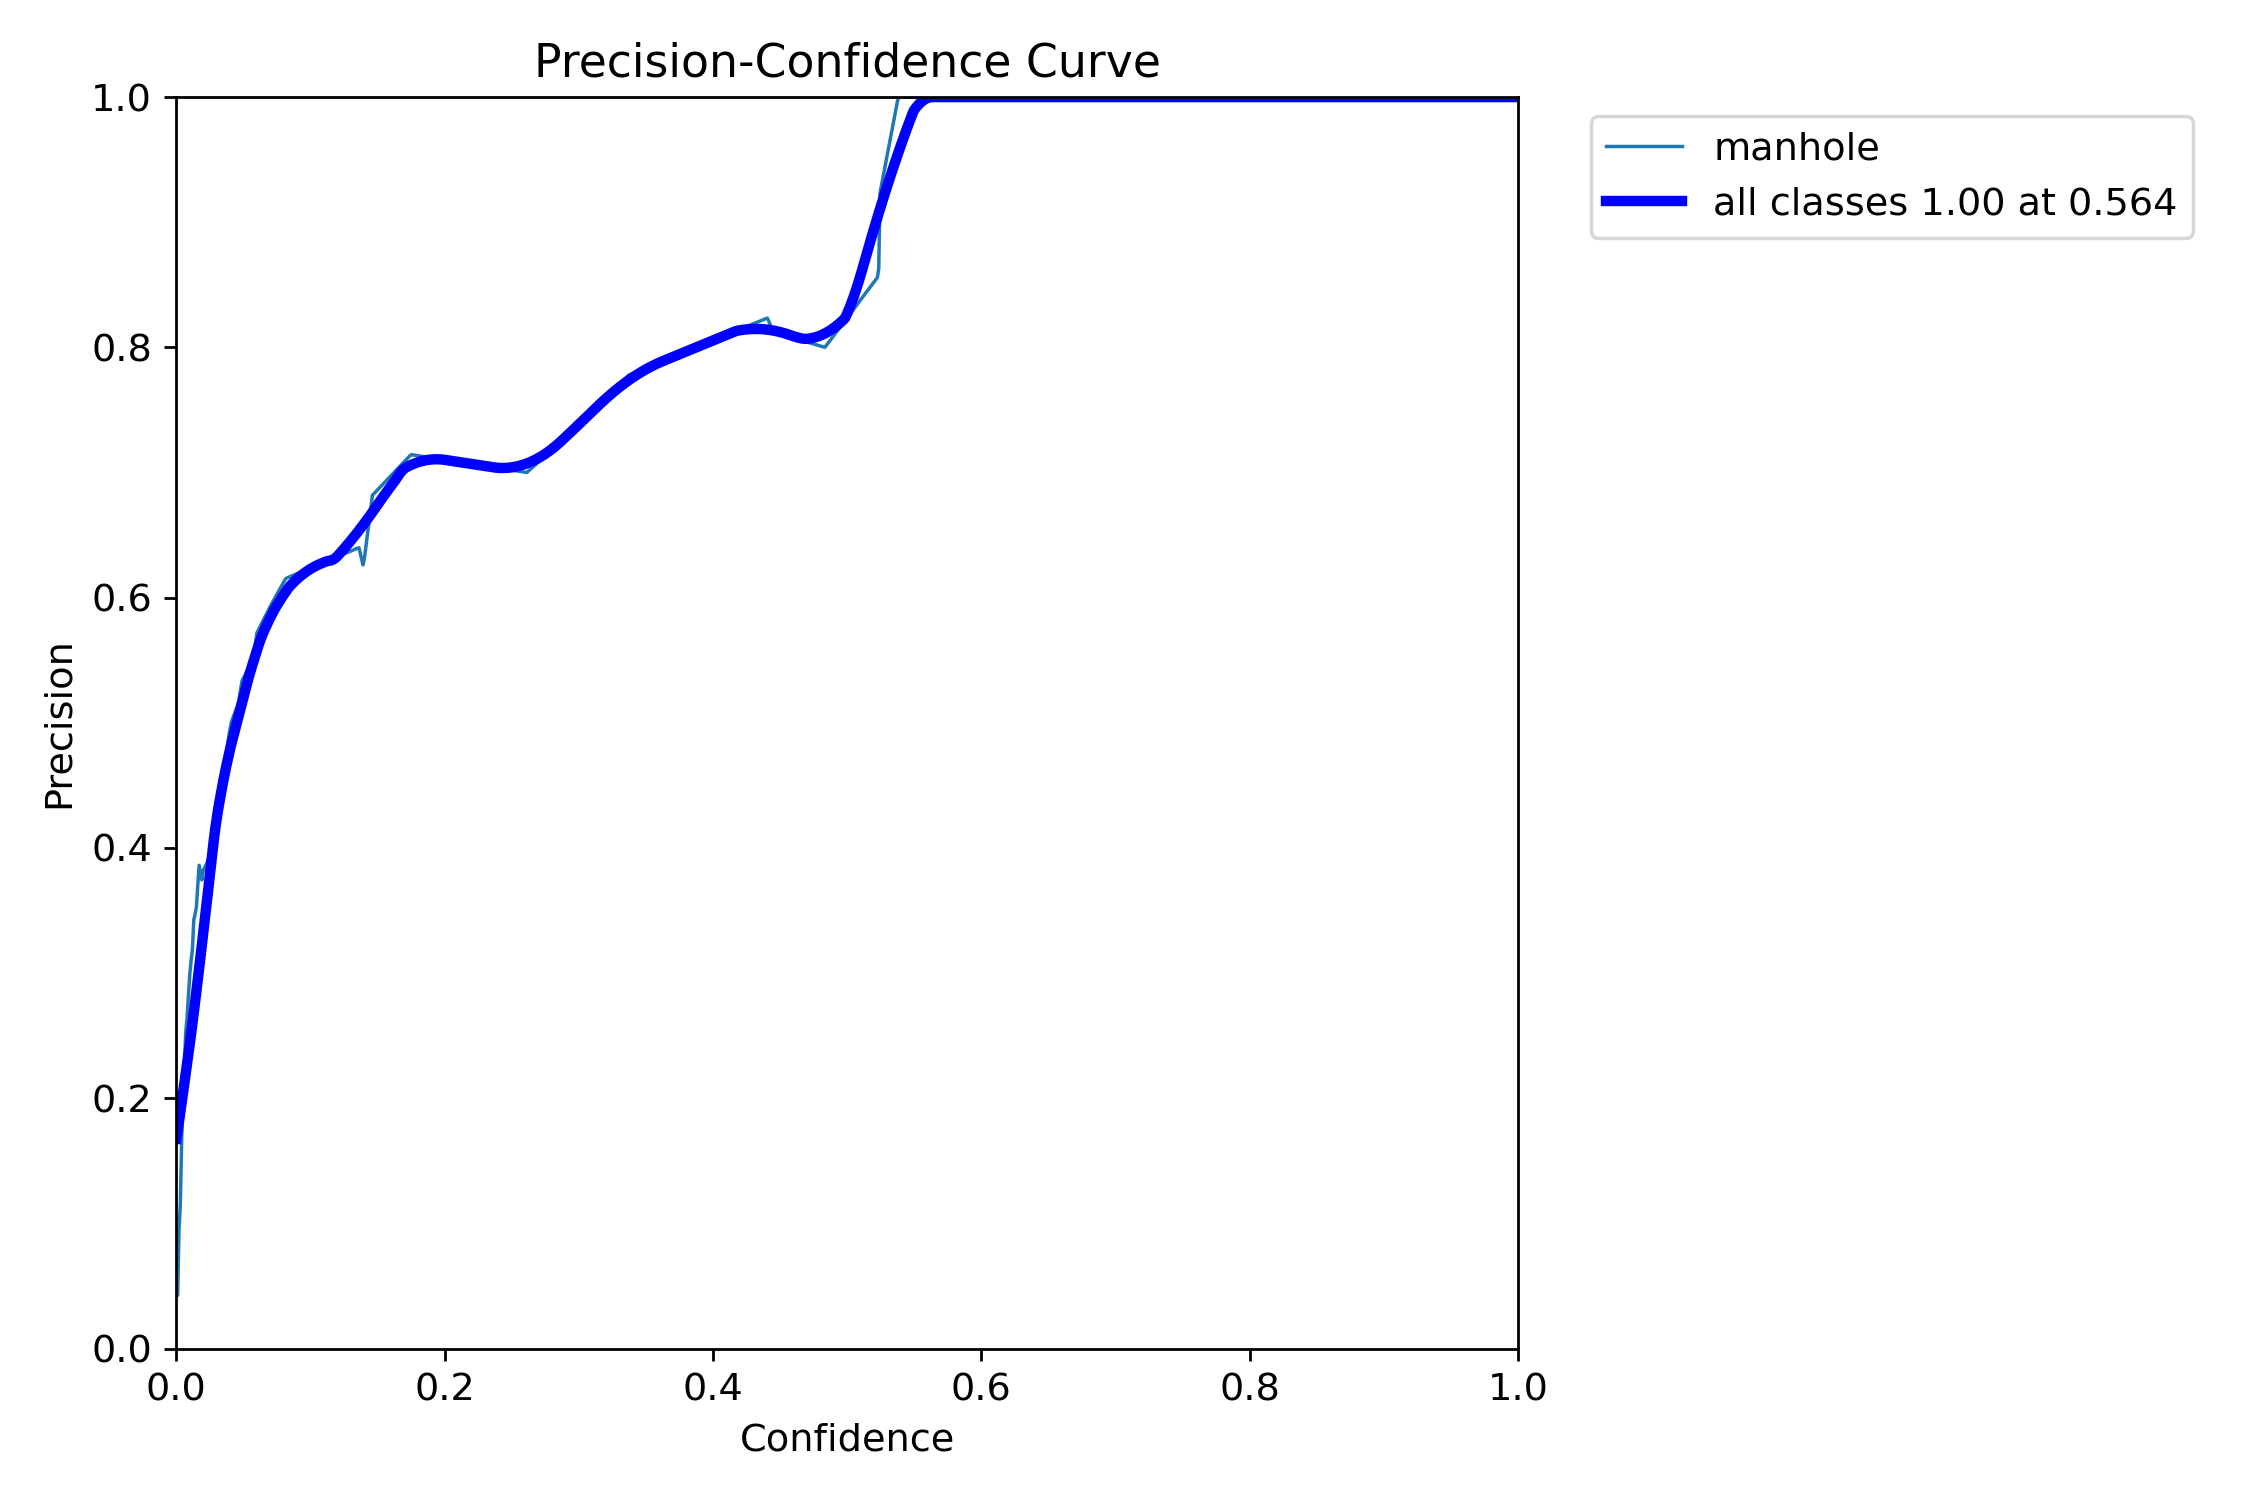 Precision-Confidence Curve
1.0
0.8
0.6
0.4
0.2
0.0
Precision
0.0 0.2 0.4 0.6 0.8 1.0
Confidence
manhole
all classes 1.00 at 0.564